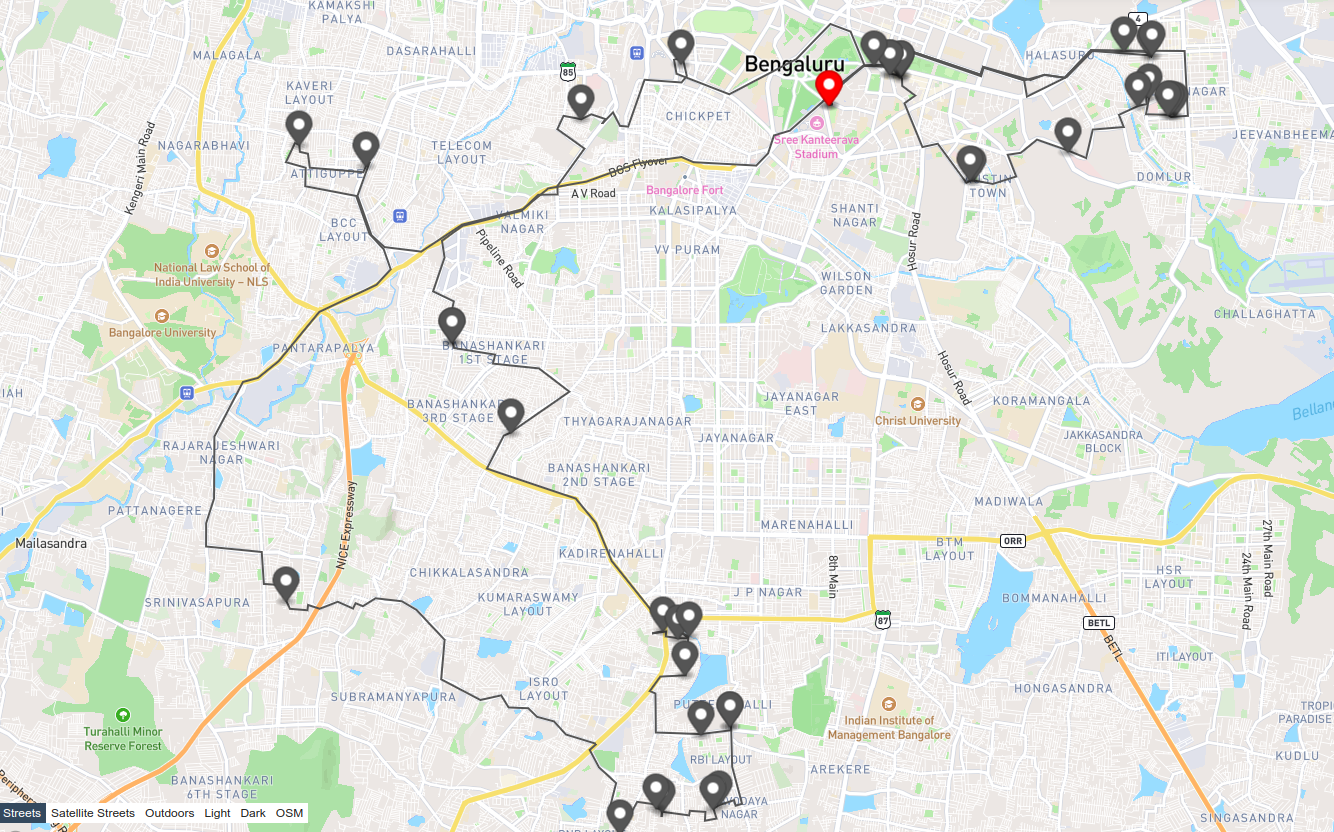 KAMAKSHI
PALYA
MALAGALA
DASARAHALLI
85
Bengaluru
4
HALASURU
KAVERI
LAYOUT
CHICKPET
NAGAR
NAGARABHAVI
Kengeri Main Road
TELECOM
LAYOUT
Sree Kanteerava
Stadium
JEEVANBHEEMA
ATTIGUPPE
BGS Flyover
A V Road
Bangalore Fort
AUSTIN
TOWN
DOMLUR
BCC
LAYOUT
VALMIKI
NAGAR
KALASIPALYA
SHANTI
NAGAR
Hosur Road
Pipeline Road
VV PURAM
National Law School of
India University – NLS
WILSON
GARDEN
Bangalore University
CHALLAGHATTA
LAKKASANDRA
PANTARAPALYA
BANASHANKARI
1ST STAGE
Hosur Road
IAH
BANASHANKARI
3RD STAGE
JAYANAGAR
EAST
KORAMANGALA
Christ University
THYAGARAJANAGAR
JAYANAGAR
JAKKASANDRA
BLOCK
RAJARAJESHWARI
NAGAR
BANASHANKARI
2ND STAGE
MADIWALA
PATTANAGERE
NICE Expressway
MARENAHALLI
ORR
Mailasandra
KADIRENAHALLI
BTM
LAYOUT
27th Main Road
24th Main Road
CHIKKALASANDRA
8th Main
HSR
LAYOUT
SRINIVASAPURA
KUMARASWAMY
LAYOUT
J P NAGAR
BOMMANAHALLI
87
BETL
BETL
ITI LAYOUT
ISRO
LAYOUT
SUBRAMANYAPURA
HONGASANDRA
Turahalli Minor
Reserve Forest
Indian Institute of
Management Bangalore
TROPI
PARADISE
RBI LAYOUT
AREKERE
KUDLU
BANASHANKARI
6TH STAGE
NAGAR
SINGASANDRA
Streets
Satellite Streets
Outdoors
Light
Dark
OSM